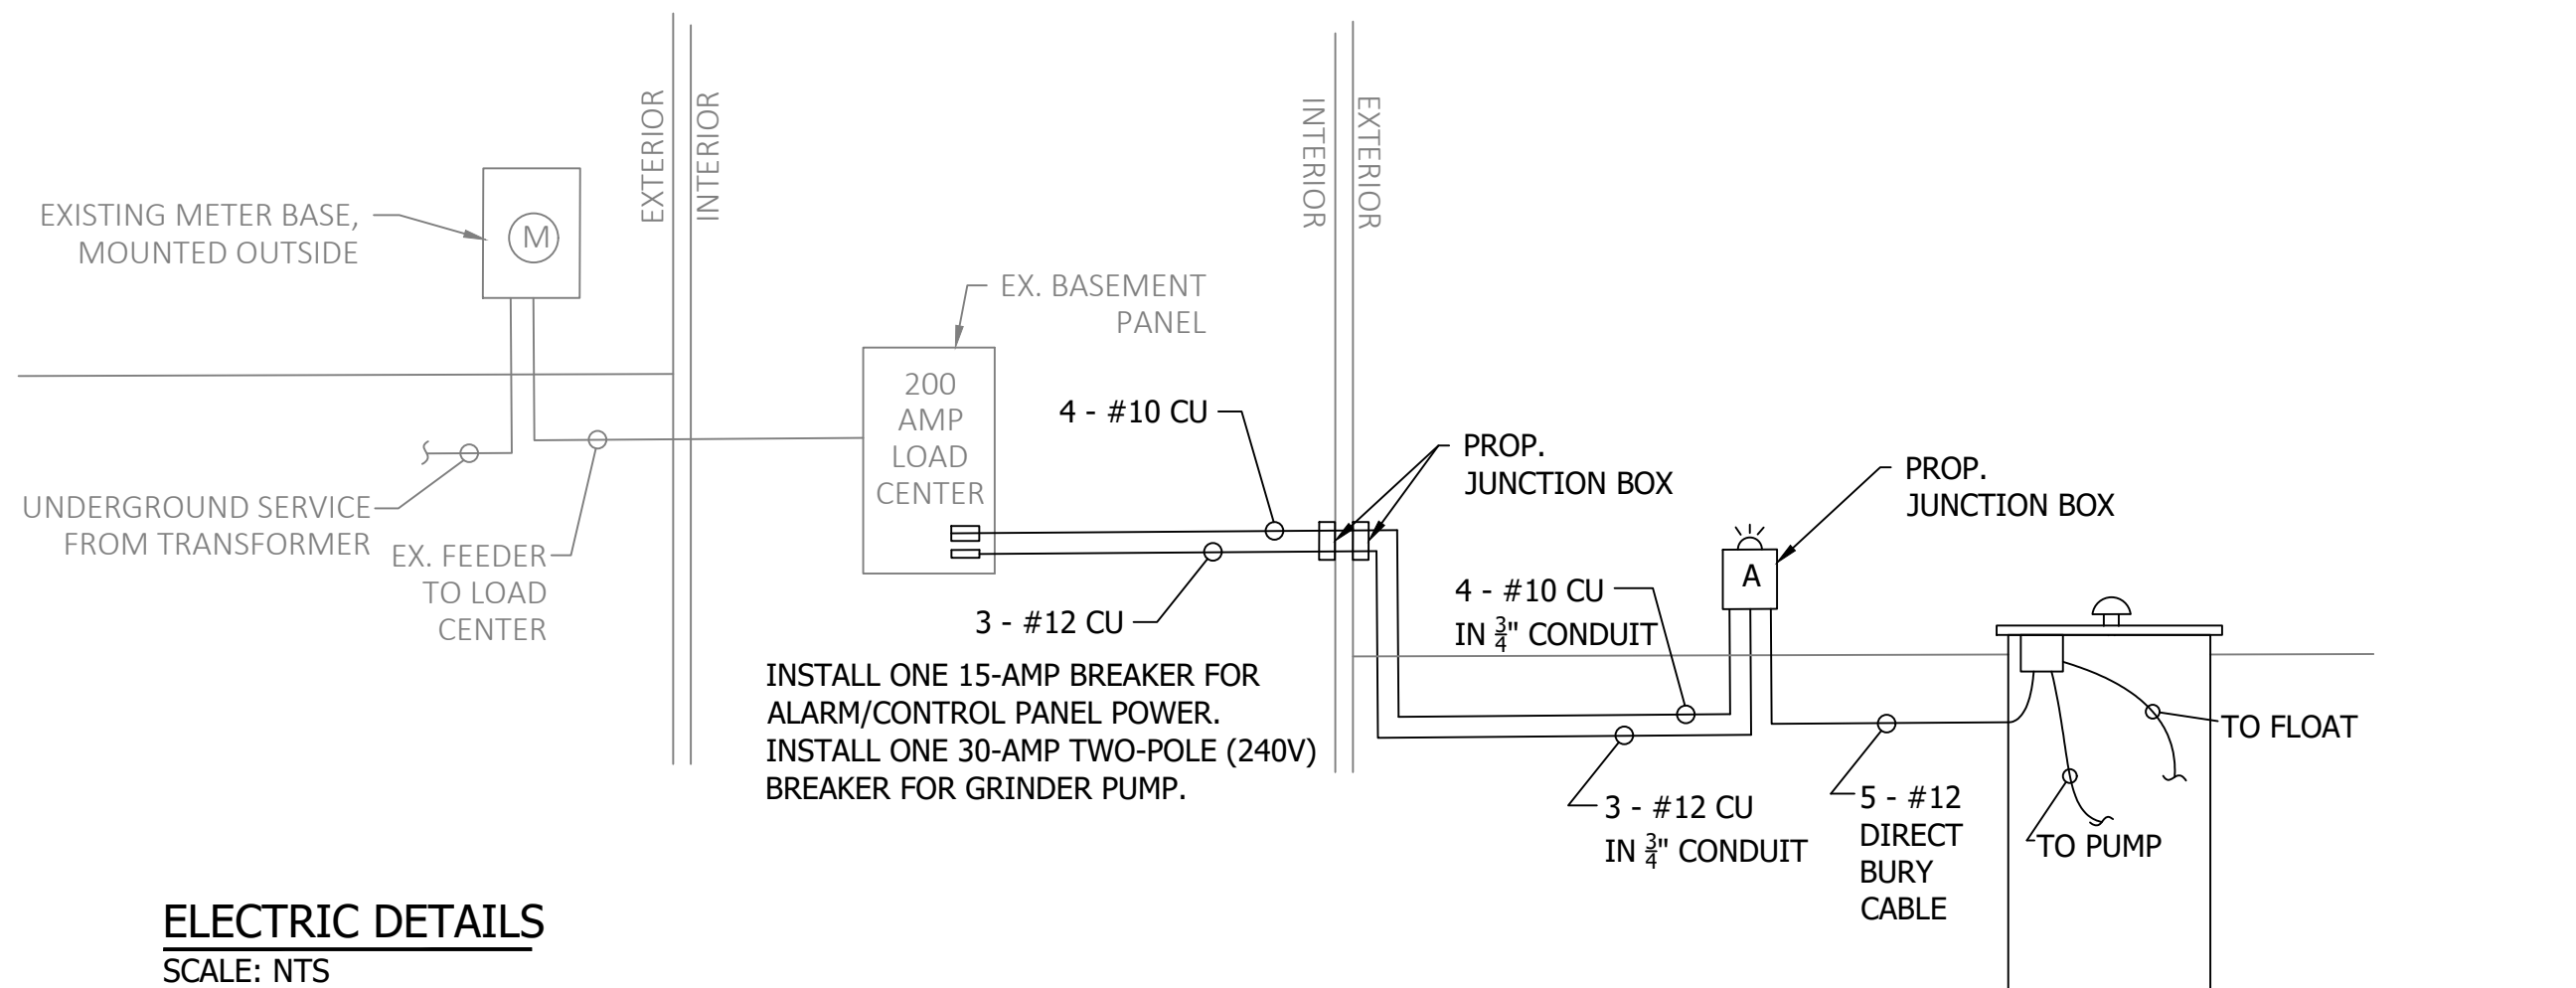 EXTERIOR
INTERIOR
INTERIOR
EXTERIOR
EXISTING METER BASE,
MOUNTED OUTSIDE
M
EX. BASEMENT
PANEL
200
AMP
LOAD
CENTER
UNDERGROUND SERVICE
FROM TRANSFORMER
EX. FEEDER
TO LOAD
CENTER
4 - #10 CU
3 - #12 CU
PROP.
JUNCTION BOX
PROP.
JUNCTION BOX
A
4 - #10 CU
IN 3/4" CONDUIT
INSTALL ONE 15-AMP BREAKER FOR
ALARM/CONTROL PANEL POWER.
INSTALL ONE 30-AMP TWO-POLE (240V)
BREAKER FOR GRINDER PUMP.
3 - #12 CU
IN 3/4" CONDUIT
5 - #12
DIRECT
BURY
CABLE
TO FLOAT
TO PUMP
ELECTRIC DETAILS
SCALE: NTS